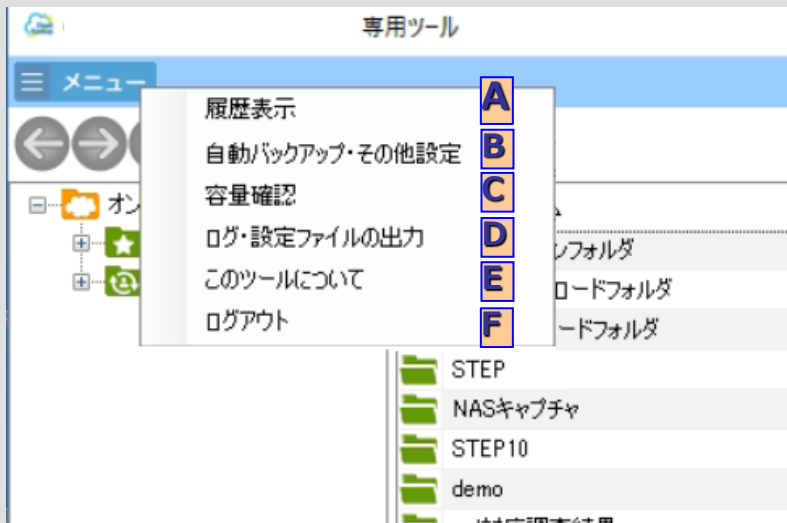 専用ツール
メニュー
履歴表示 A
自動バックアップ・その他設定 B
容量確認 C
ログ・設定ファイルの出力 D
このツールについて E
ログアウト F
オン
ンフォルダ
ロードフォルダ
ードフォルダ
STEP
NASキャプチャ
STEP10
demo